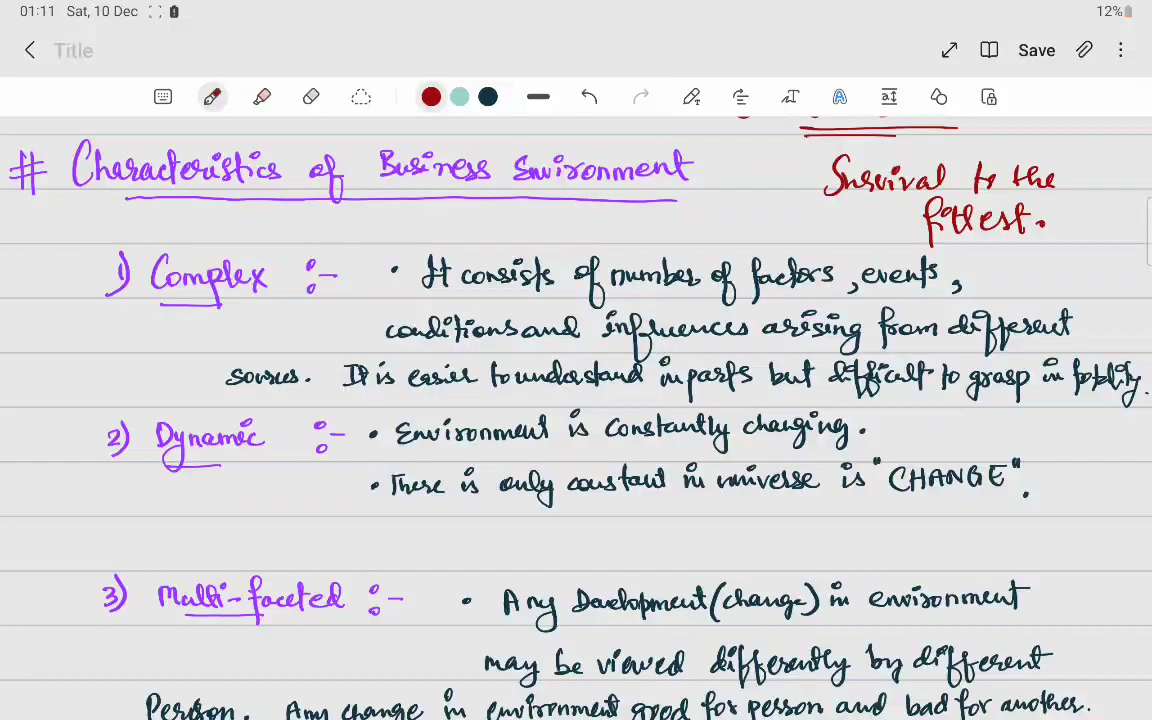 01:11 Sat, 10 Dec
12%
Title
Save
Survival to the
fittest.
# Characteristics of Business Environment
1) Complex :- • It consists of number of factors, events,
conditions and influences arising from different
sources. It is easier to understand in parts but difficult to grasp in totality.
2) Dynamic :- • Environment is constantly changing.
• There is only constant in universe is "CHANGE".
3) Multi-faceted :- • Any Development (change) in environment
may be viewed differently by different
Person. Any change in environment good for person and bad for another.